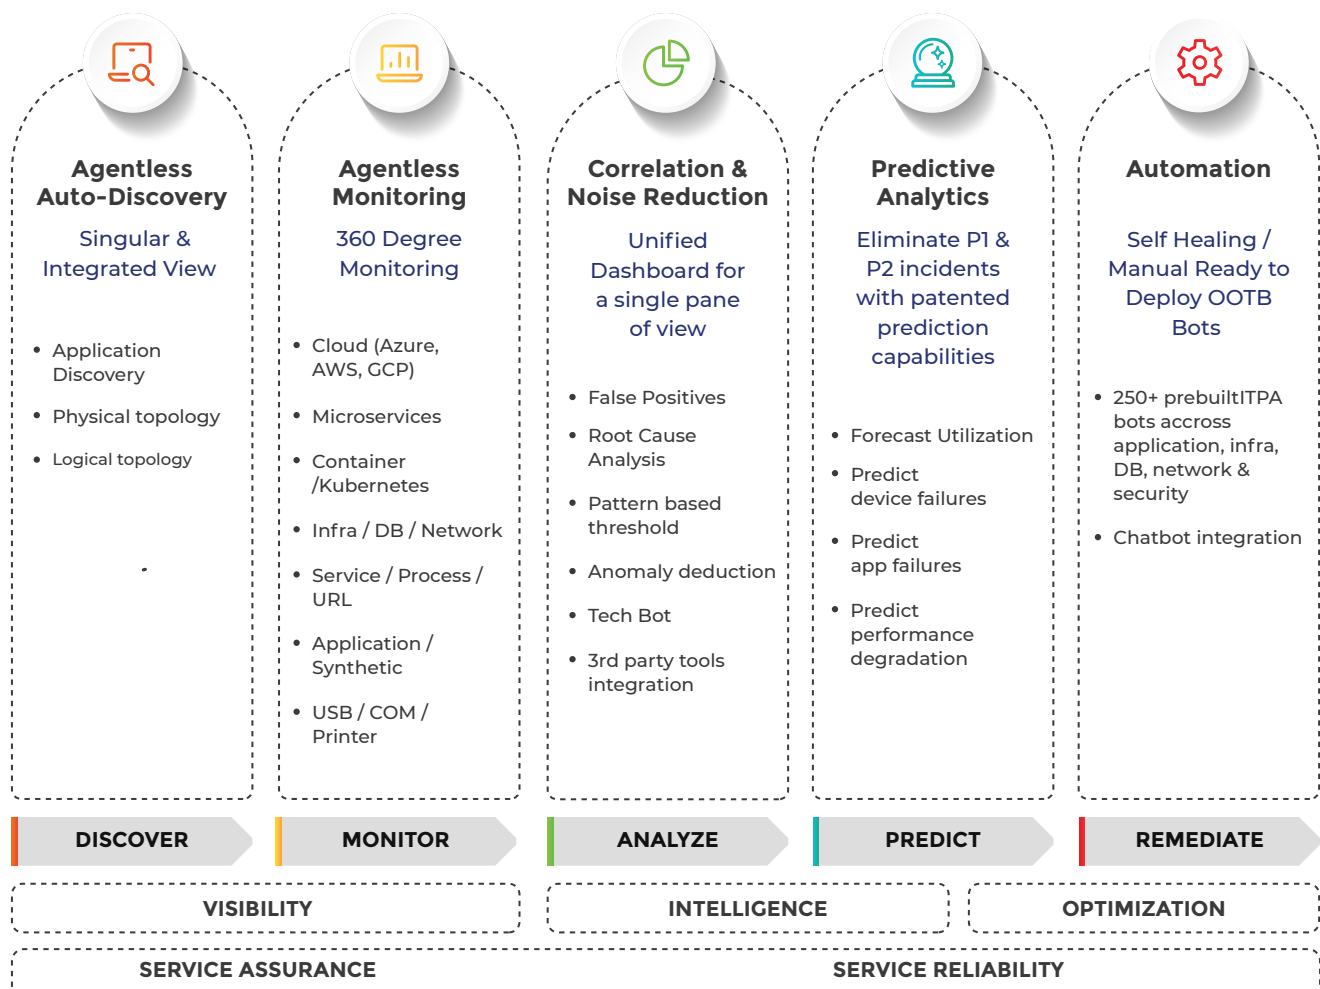 Agentless
Auto-Discovery
Singular &
Integrated View
• Application
Discovery
• Physical topology
• Logical topology
Agentless
Monitoring
360 Degree
Monitoring
• Cloud (Azure,
AWS, GCP)
• Microservices
• Container
/Kubernetes
• Infra / DB / Network
• Service / Process /
URL
• Application /
Synthetic
• USB / COM /
Printer
Correlation &
Noise Reduction
Unified
Dashboard for
a single pane
of view
• False Positives
• Root Cause
Analysis
• Pattern based
threshold
• Anomaly deduction
• Tech Bot
• 3rd party tools
integration
Predictive
Analytics
Eliminate P1 &
P2 incidents
with patented
prediction
capabilities
• Forecast Utilization
• Predict
device failures
• Predict
app failures
• Predict
performance
degradation
Automation
Self Healing /
Manual Ready to
Deploy OOTB
Bots
• 250+ prebuiltITPA
bots accross
application, infra,
DB, network &
security
• Chatbot integration
DISCOVER
MONITOR
ANALYZE
PREDICT
REMEDIATE
VISIBILITY
INTELLIGENCE
OPTIMIZATION
SERVICE ASSURANCE
SERVICE RELIABILITY